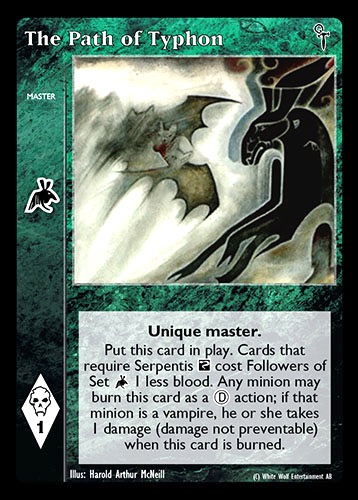 The Path of Typhon
MASTER
Unique master.
Put this card in play. Cards that
require Serpentis cost Followers of
Set 1 less blood. Any minion may
burn this card as a Ⓓ action; if that
minion is a vampire, he or she takes
1 damage (damage not preventable)
when this card is burned.
1
Illus: Harold Arthur McNeill
(C) White Wolf Entertainment AB